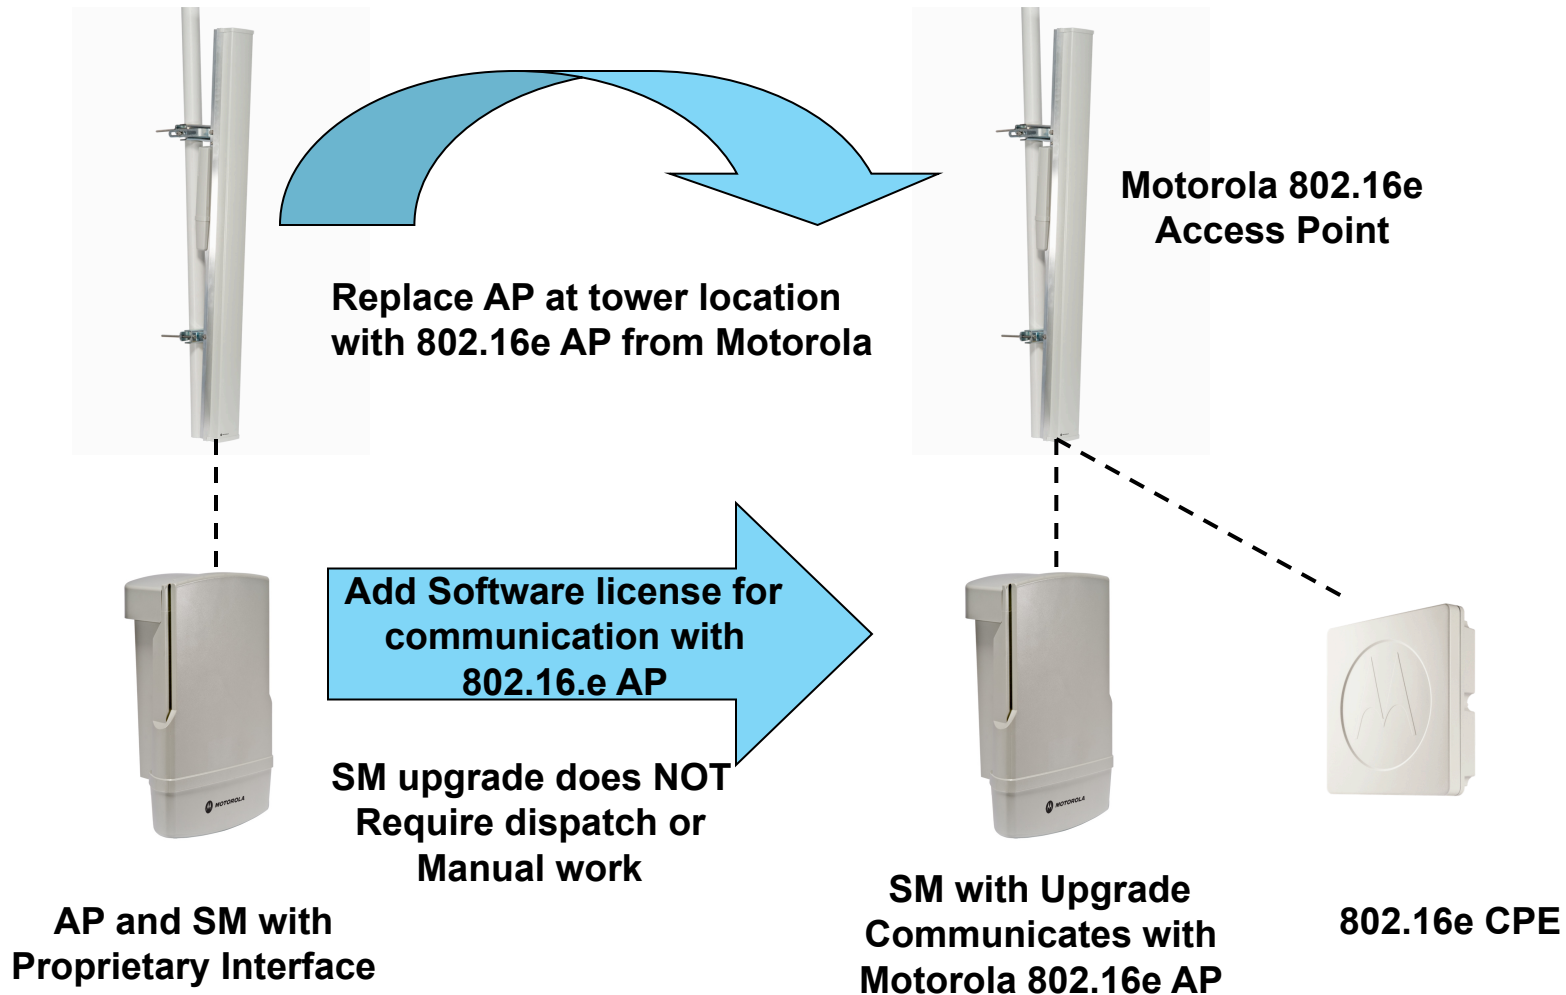 Motorola 802.16e
Access Point
Replace AP at tower location
with 802.16e AP from Motorola
Add Software license for
communication with
802.16.e AP
SM upgrade does NOT
Require dispatch or
Manual work
MOTOROLA
MOTOROLA
AP and SM with
Proprietary Interface
SM with Upgrade
Communicates with
Motorola 802.16e AP
802.16e CPE